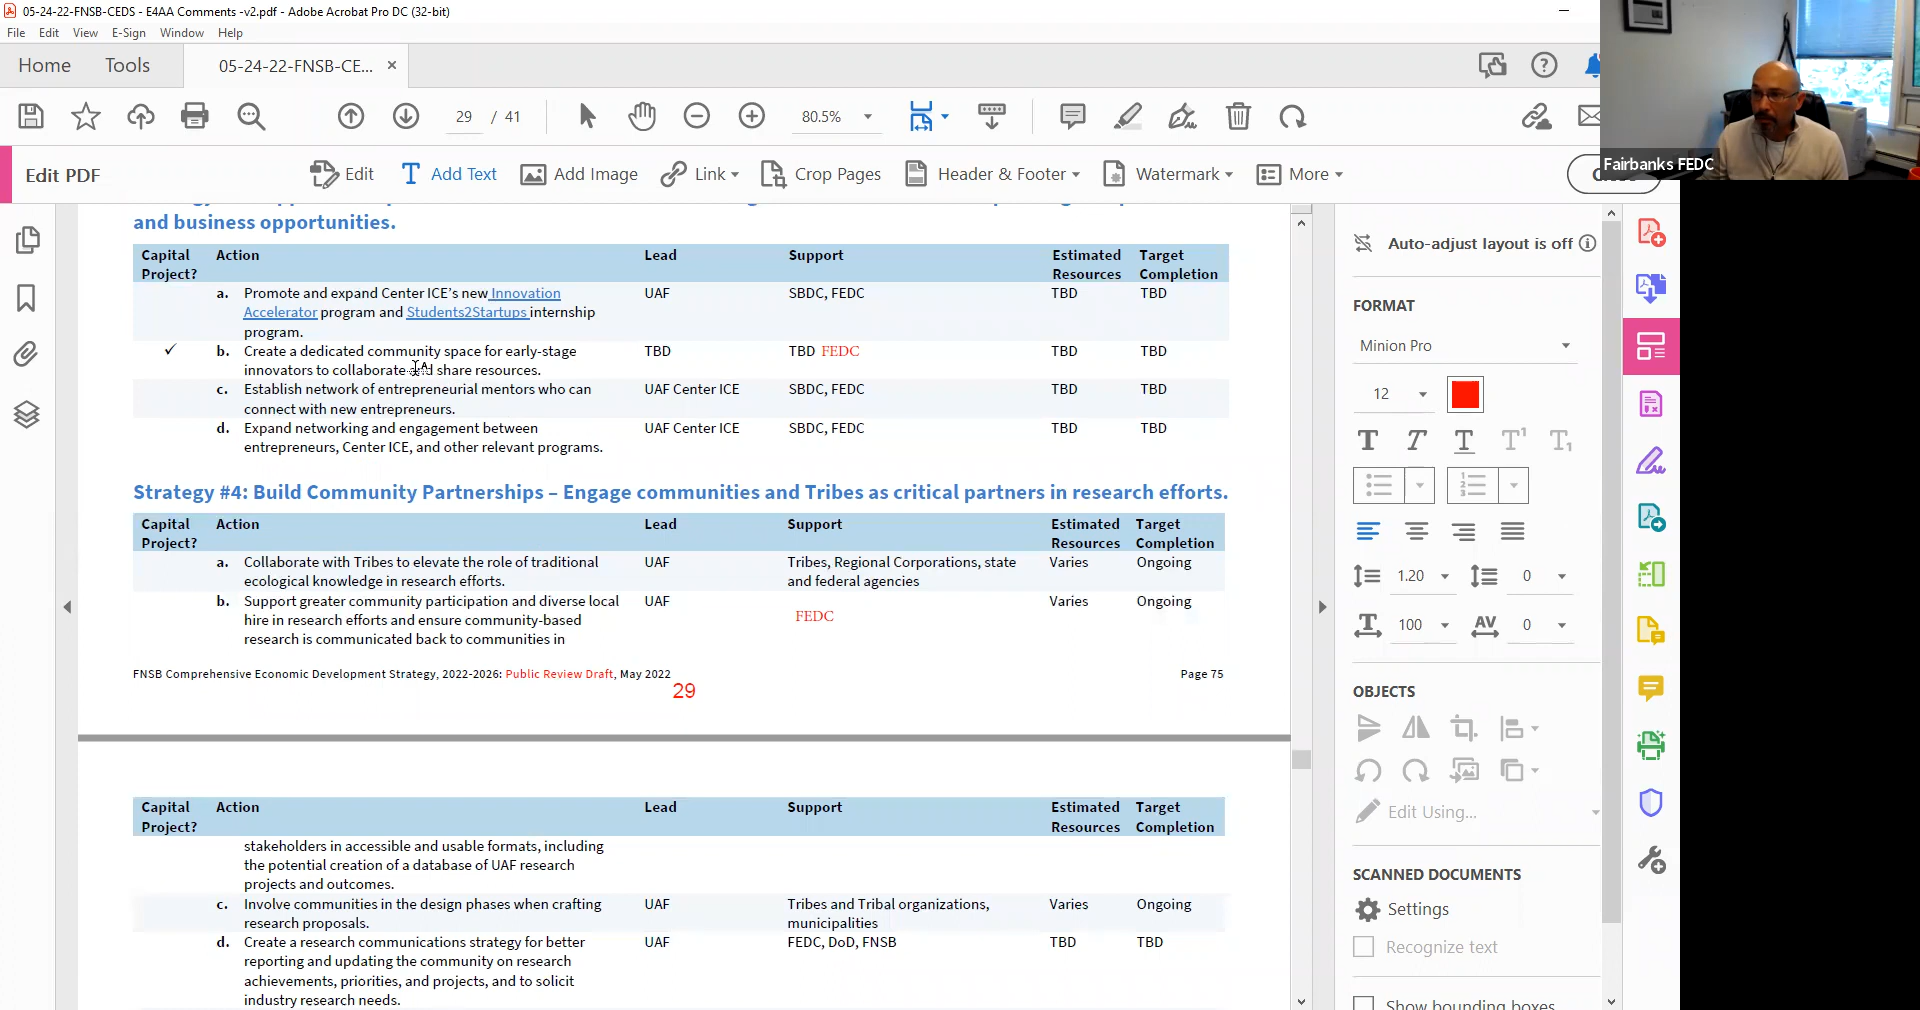 05-24-22-FNSB-CEDS - E4AA Comments -v2.pdf - Adobe Acrobat Pro DC (32-bit)
File Edit View E-Sign Window Help
Home Tools 05-24-22-FNSB-CE... ×
29 / 41 80.5%
Edit PDF Edit Add Text Add Image Link Crop Pages Header & Footer Watermark More
Fairbanks FEDC
and business opportunities.
Capital Project? Action Lead Support Estimated Resources Target Completion
a. Promote and expand Center ICE’s new Innovation UAF SBDC, FEDC TBD TBD
Accelerator program and Students2Startups internship
program.
✓ b. Create a dedicated community space for early-stage TBD TBD FEDC TBD TBD
innovators to collaborate and share resources.
c. Establish network of entrepreneurial mentors who can UAF Center ICE SBDC, FEDC TBD TBD
connect with new entrepreneurs.
d. Expand networking and engagement between UAF Center ICE SBDC, FEDC TBD TBD
entrepreneurs, Center ICE, and other relevant programs.
Strategy #4: Build Community Partnerships – Engage communities and Tribes as critical partners in research efforts.
Capital Project? Action Lead Support Estimated Resources Target Completion
a. Collaborate with Tribes to elevate the role of traditional UAF Tribes, Regional Corporations, state Varies Ongoing
ecological knowledge in research efforts. and federal agencies
b. Support greater community participation and diverse local UAF Varies Ongoing
hire in research efforts and ensure community-based FEDC
research is communicated back to communities in
FNSB Comprehensive Economic Development Strategy, 2022-2026: Public Review Draft, May 2022 Page 75
29
Capital Project? Action Lead Support Estimated Resources Target Completion
stakeholders in accessible and usable formats, including
the potential creation of a database of UAF research
projects and outcomes.
c. Involve communities in the design phases when crafting UAF Tribes and Tribal organizations, Varies Ongoing
research proposals. municipalities
d. Create a research communications strategy for better UAF FEDC, DoD, FNSB TBD TBD
reporting and updating the community on research
achievements, priorities, and projects, and to solicit
industry research needs.
Auto-adjust layout is off
FORMAT
Minion Pro
12
1.20 0
100 0
OBJECTS
Edit Using...
SCANNED DOCUMENTS
Settings
Recognize text
Show bounding boxes